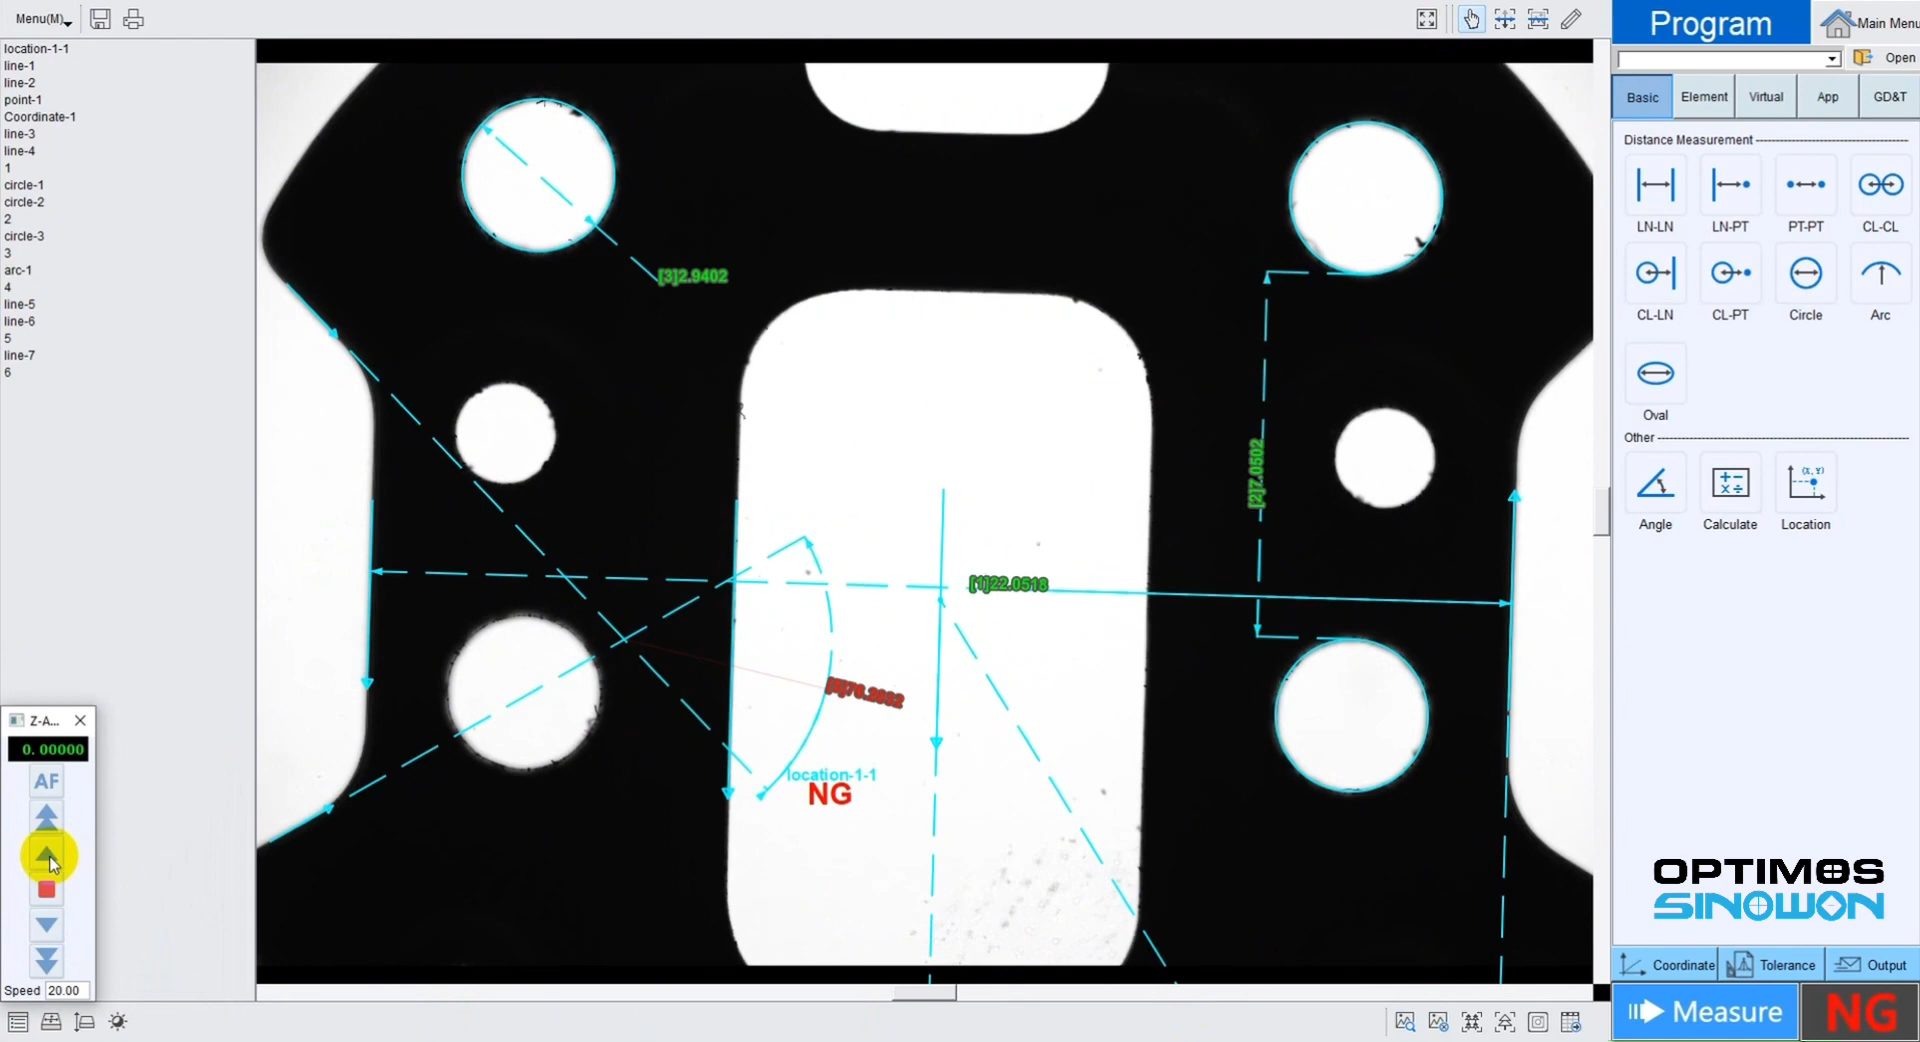 Menu(M)
Program
Main Menu
Open
location-1-1
line-1
line-2
point-1
Coordinate-1
line-3
line-4
1
circle-1
circle-2
2
circle-3
3
arc-1
4
line-5
line-6
5
line-7
6
Basic
Element
Virtual
App
GD&T
Distance Measurement
LN-LN
LN-PT
PT-PT
CL-CL
CL-LN
CL-PT
Circle
Arc
Oval
Other
(X, Y)
Angle
Calculate
Location
[3]2.9402
[2]7.0502
[1]22.0518
location-1-1
NG
Z-A...
0.00000
AF
Speed
20.00
OPTIMOS
SINOWON
Coordinate
Tolerance
Output
Measure
NG